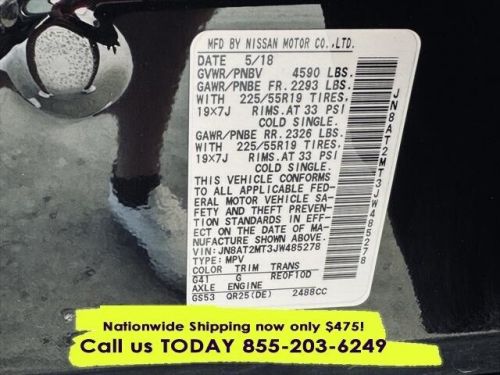 MFD BY NISSAN MOTOR CO.,LTD.
DATE 5/18
GVWR/PNBV 4590 LBS.
GAWR/PNBE FR. 2293 LBS.
WITH 225/55R19 TIRES,
19×7J RIMS.AT 33 PSI
COLD SINGLE.
GAWR/PNBE RR. 2326 LBS.
WITH 225/55R19 TIRES,
19×7J RIMS.AT 33 PSI
COLD SINGLE.
THIS VEHICLE CONFORMS
TO ALL APPLICABLE FED-
ERAL MOTOR VEHICLE SA-
FETY AND THEFT PREVEN-
TION STANDARDS IN EFF-
ECT ON THE DATE OF MA-
NUFACTURE SHOWN ABOVE.
VIN:JN8AT2MT3JW485278
TYPE:MPV
COLOR TRIM TRANS
G41 G RE0F10D
AXLE ENGINE
GS53 QR25(DE) 2488CC
JN8AT2MT3JW485278
Nationwide Shipping now only $475!
Call us TODAY 855-203-6249